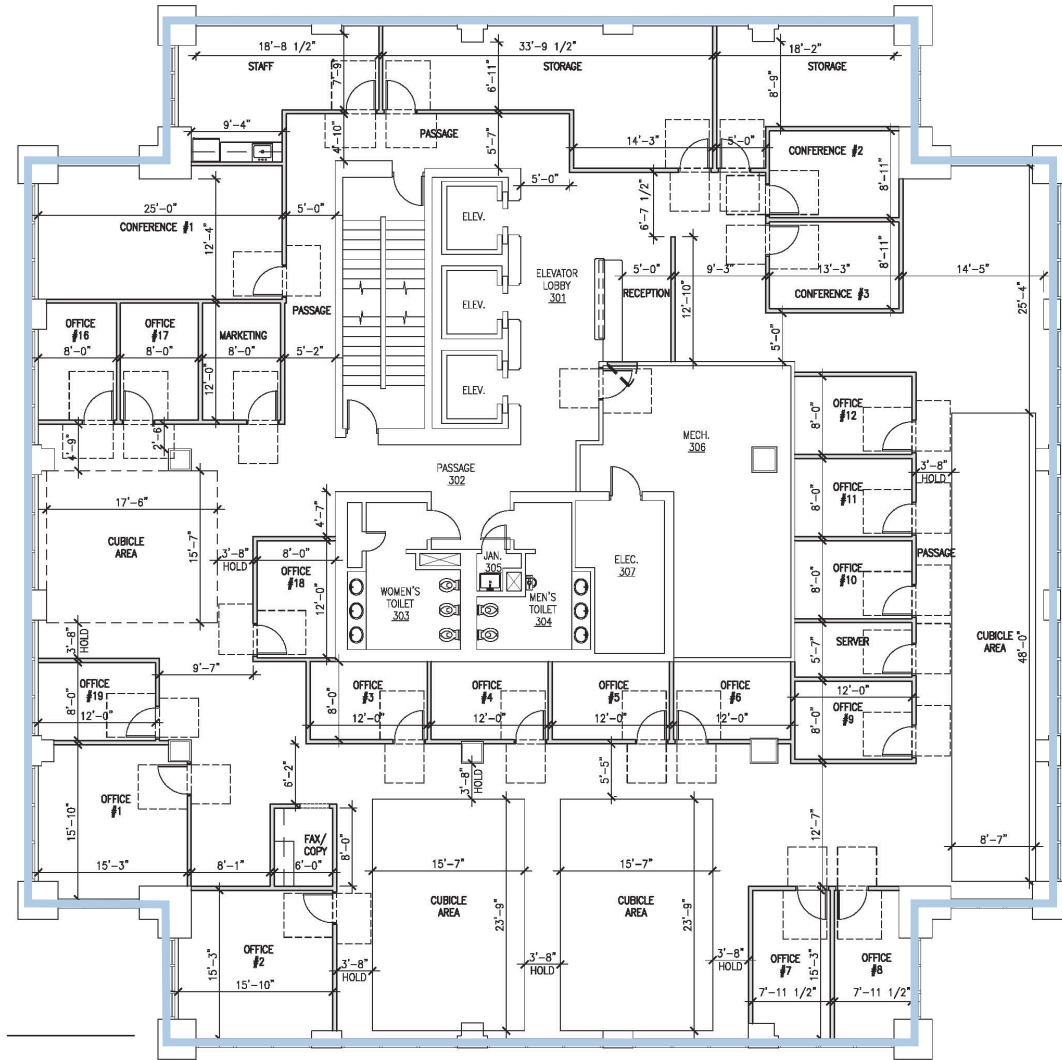 18'-8 1/2"
33'-9 1/2"
18'-2"
STAFF
STORAGE
STORAGE
7'-9"
6'-11"
8'-9"
9'-4"
4'-10"
PASSAGE
5'-7"
14'-3"
5'-0"
CONFERENCE #2
8'-11"
25'-0"
5'-0"
5'-0"
CONFERENCE #1
12'-4"
ELEV.
6'-7 1/2"
8'-11"
ELEVATOR
LOBBY
301
5'-0"
9'-3"
13'-3"
14'-5"
RECEPTION
CONFERENCE #3
25'-4"
ELEV.
PASSAGE
12'-10"
OFFICE
#16
OFFICE
#17
MARKETING
8'-0"
8'-0"
8'-0"
5'-2"
12'-0"
5'-0"
ELEV.
OFFICE
#12
8'-0"
4'-9"
2'-6"
MECH.
306
PASSAGE
302
3'-8"
HOLD
17'-6"
OFFICE
#11
8'-0"
4'-7"
CUBICLE
AREA
15'-7"
3'-8"
HOLD
8'-0"
OFFICE
#18
12'-0"
JAN.
305
ELEC.
307
PASSAGE
OFFICE
#10
8'-0"
WOMEN'S
TOILET
303
MEN'S
TOILET
304
3'-8"
HOLD
SERVER
5'-7"
CUBICLE
AREA
48'-0"
9'-7"
OFFICE
#19
8'-0"
12'-0"
OFFICE
#3
8'-0"
12'-0"
OFFICE
#4
12'-0"
OFFICE
#5
12'-0"
OFFICE
#6
12'-0"
12'-0"
OFFICE
#9
8'-0"
6'-2"
3'-8"
HOLD
5'-5"
OFFICE
#1
15'-10"
15'-3"
8'-1"
FAX/
COPY
6'-0"
8'-0"
12'-7"
8'-7"
15'-7"
15'-7"
CUBICLE
AREA
23'-9"
CUBICLE
AREA
23'-9"
OFFICE
#2
15'-3"
15'-10"
3'-8"
HOLD
3'-8"
HOLD
3'-8"
HOLD
OFFICE
#7
15'-3"
OFFICE
#8
7'-11 1/2"
7'-11 1/2"